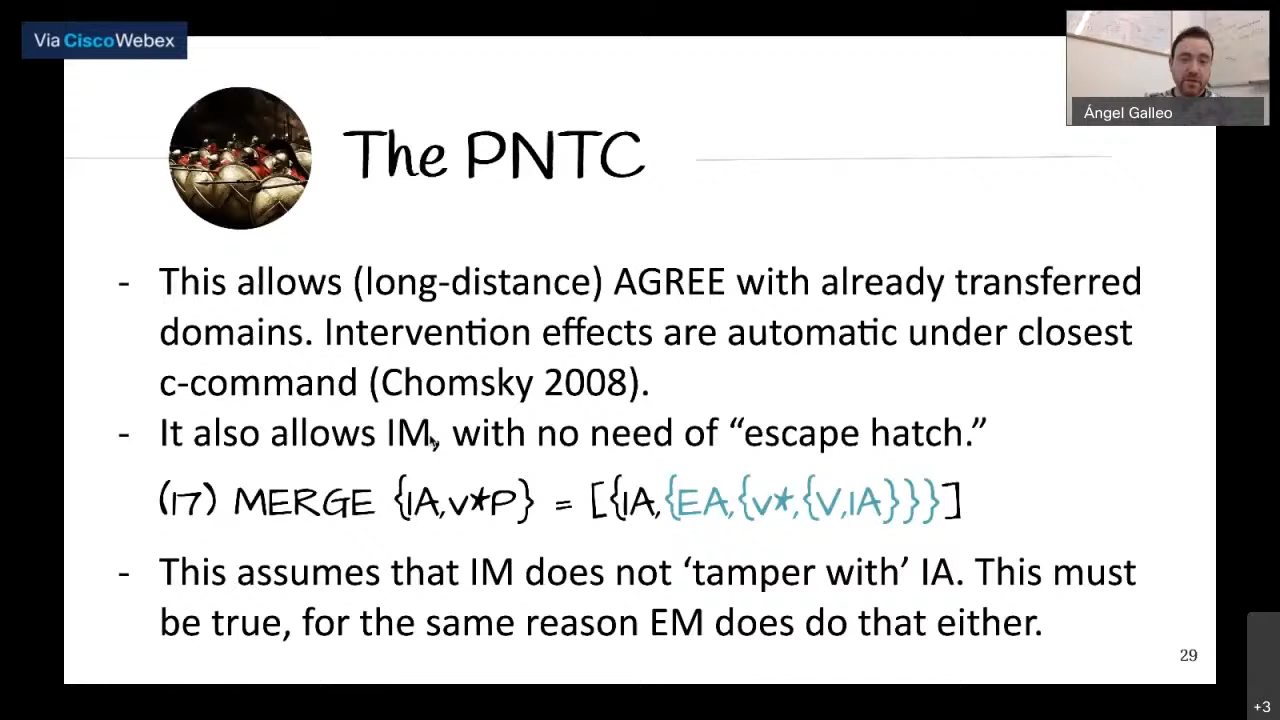 Via Cisco Webex
Ángel Galleo
The PNTC
- This allows (long-distance) AGREE with already transferred
domains. Intervention effects are automatic under closest
c-command (Chomsky 2008).
- It also allows IM, with no need of “escape hatch.”
(17) MERGE {IA,v*P} = [{IA,{EA,{v*,{V,IA}}}}]
- This assumes that IM does not ‘tamper with’ IA. This must
be true, for the same reason EM does do that either.
29
+3